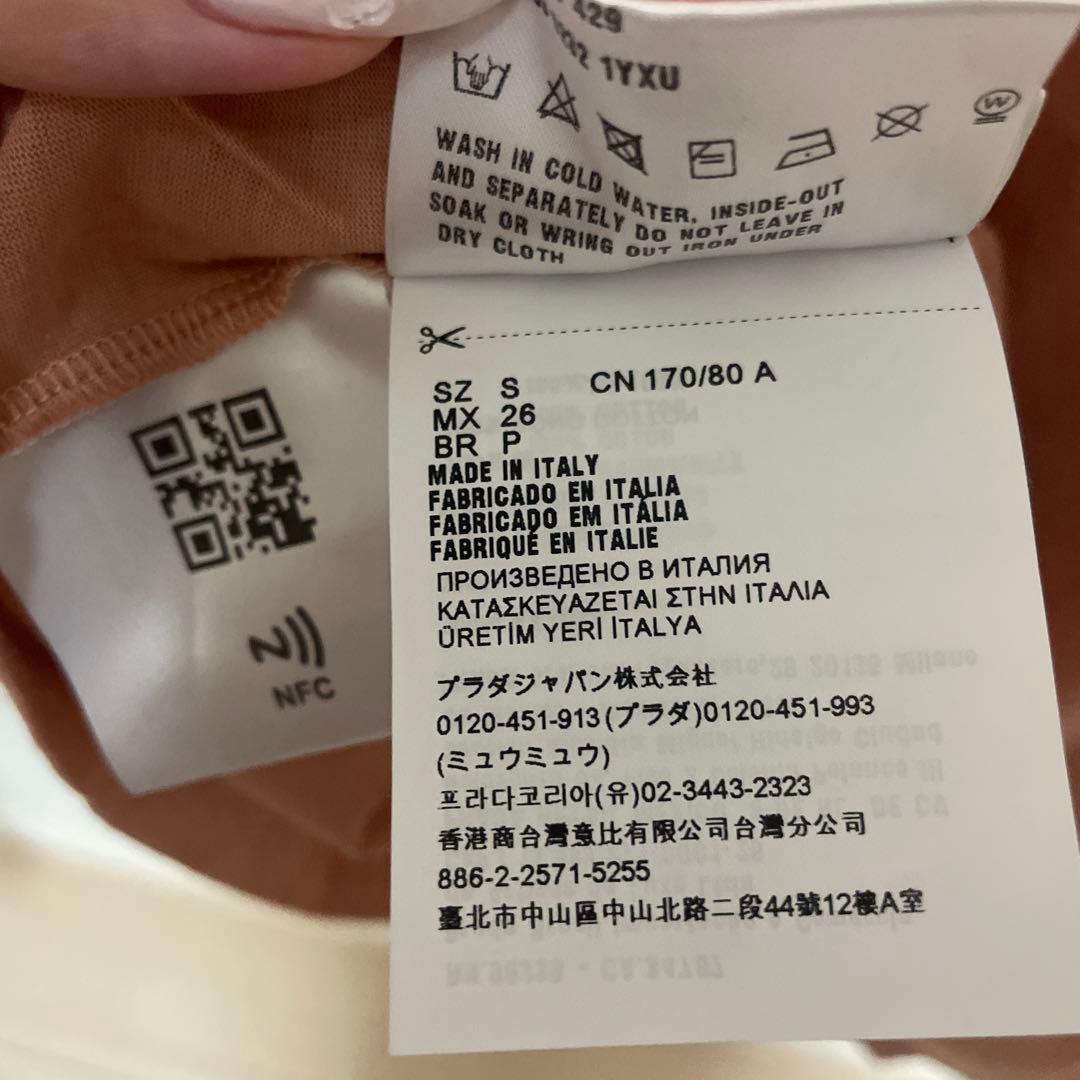 429
1YXU
WASH IN COLD WATER, INSIDE-OUT
AND SEPARATELY DO NOT LEAVE IN
SOAK OR WRING OUT IRON UNDER
DRY CLOTH
W
SZ S CN 170/80 A
MX 26
BR P
MADE IN ITALY
FABRICADO EN ITALIA
FABRICADO EM ITÁLIA
FABRIQUÉ EN ITALIE
ПРОИЗВЕДЕНО В ИТАЛИЯ
ΚΑΤΑΣΚΕΥΑΖΕΤΑΙ ΣΤΗΝ ΙΤΑΛΙΑ
ÜRETİM YERİ İTALYA
プラダジャパン株式会社
0120-451-913(プラダ)0120-451-993
(ミュウミュウ)
프라다코리아(유)02-3443-2323
香港商台灣意比有限公司台灣分公司
886-2-2571-5255
臺北市中山區中山北路二段44號12樓A室
NFC